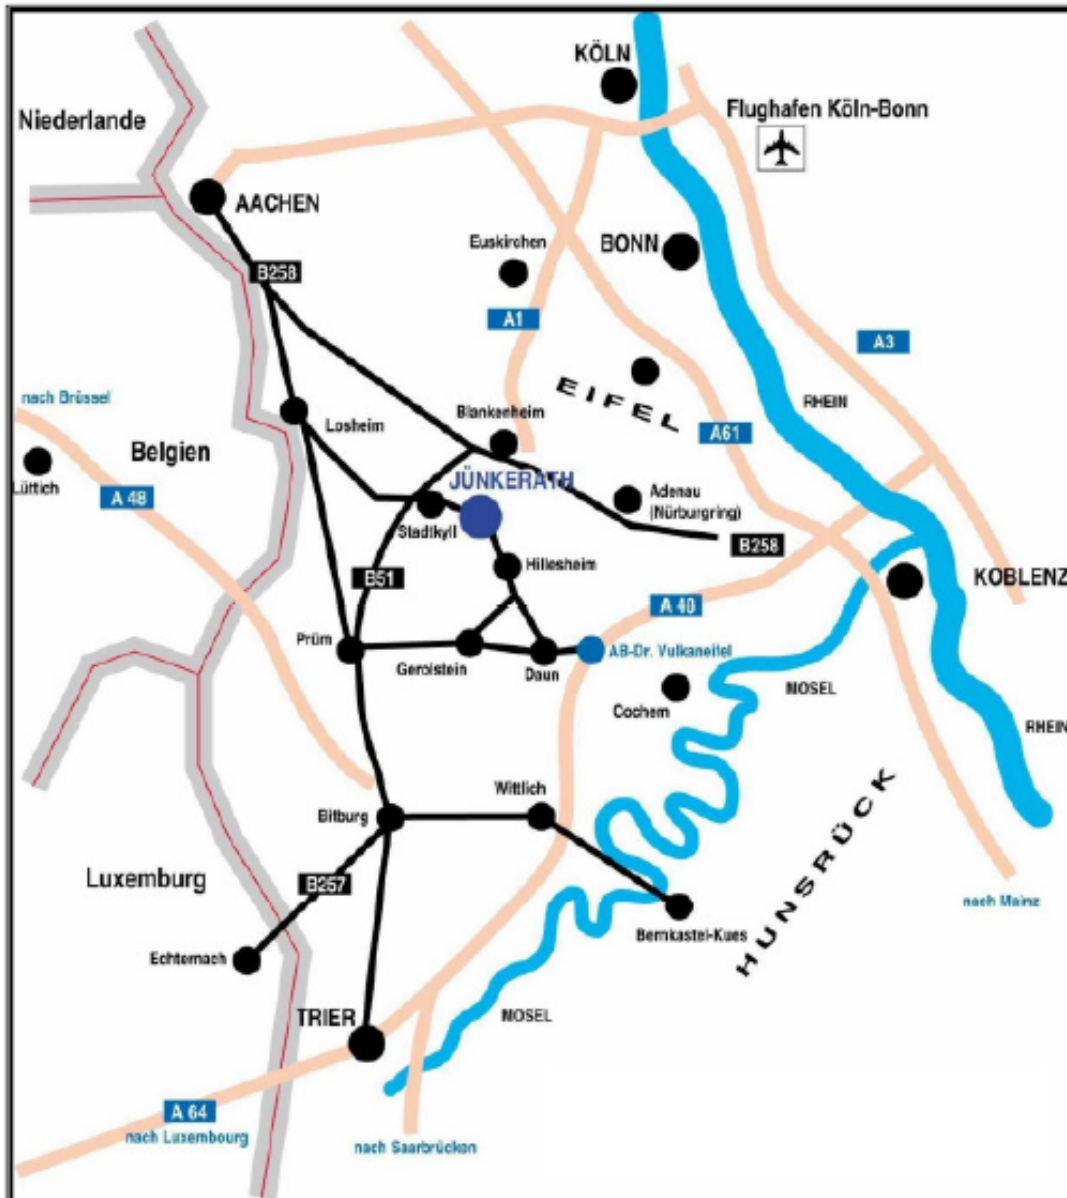 KÖLN
Niederlande
Flughafen Köln-Bonn
AACHEN
Euskirchen
BONN
B258
A1
A3
EIFEL
nach Brüssel
RHEIN
Blankenheim
Losheim
A61
Belgien
Lüttich
A 48
JÜNKERATH
Adenau
(Nürburgring)
Stadtkyll
B258
Hillesheim
B51
KOBLENZ
A 48
Prüm
Gerolstein
Daun
AB-Dr. Vulkaneifel
MOSEL
Cochem
RHEIN
Wittlich
Bitburg
HUNSRÜCK
Luxemburg
B257
nach Mainz
Bernkastel-Kues
Echternach
TRIER
MOSEL
A 64
nach Luxembourg
nach Saarbrücken